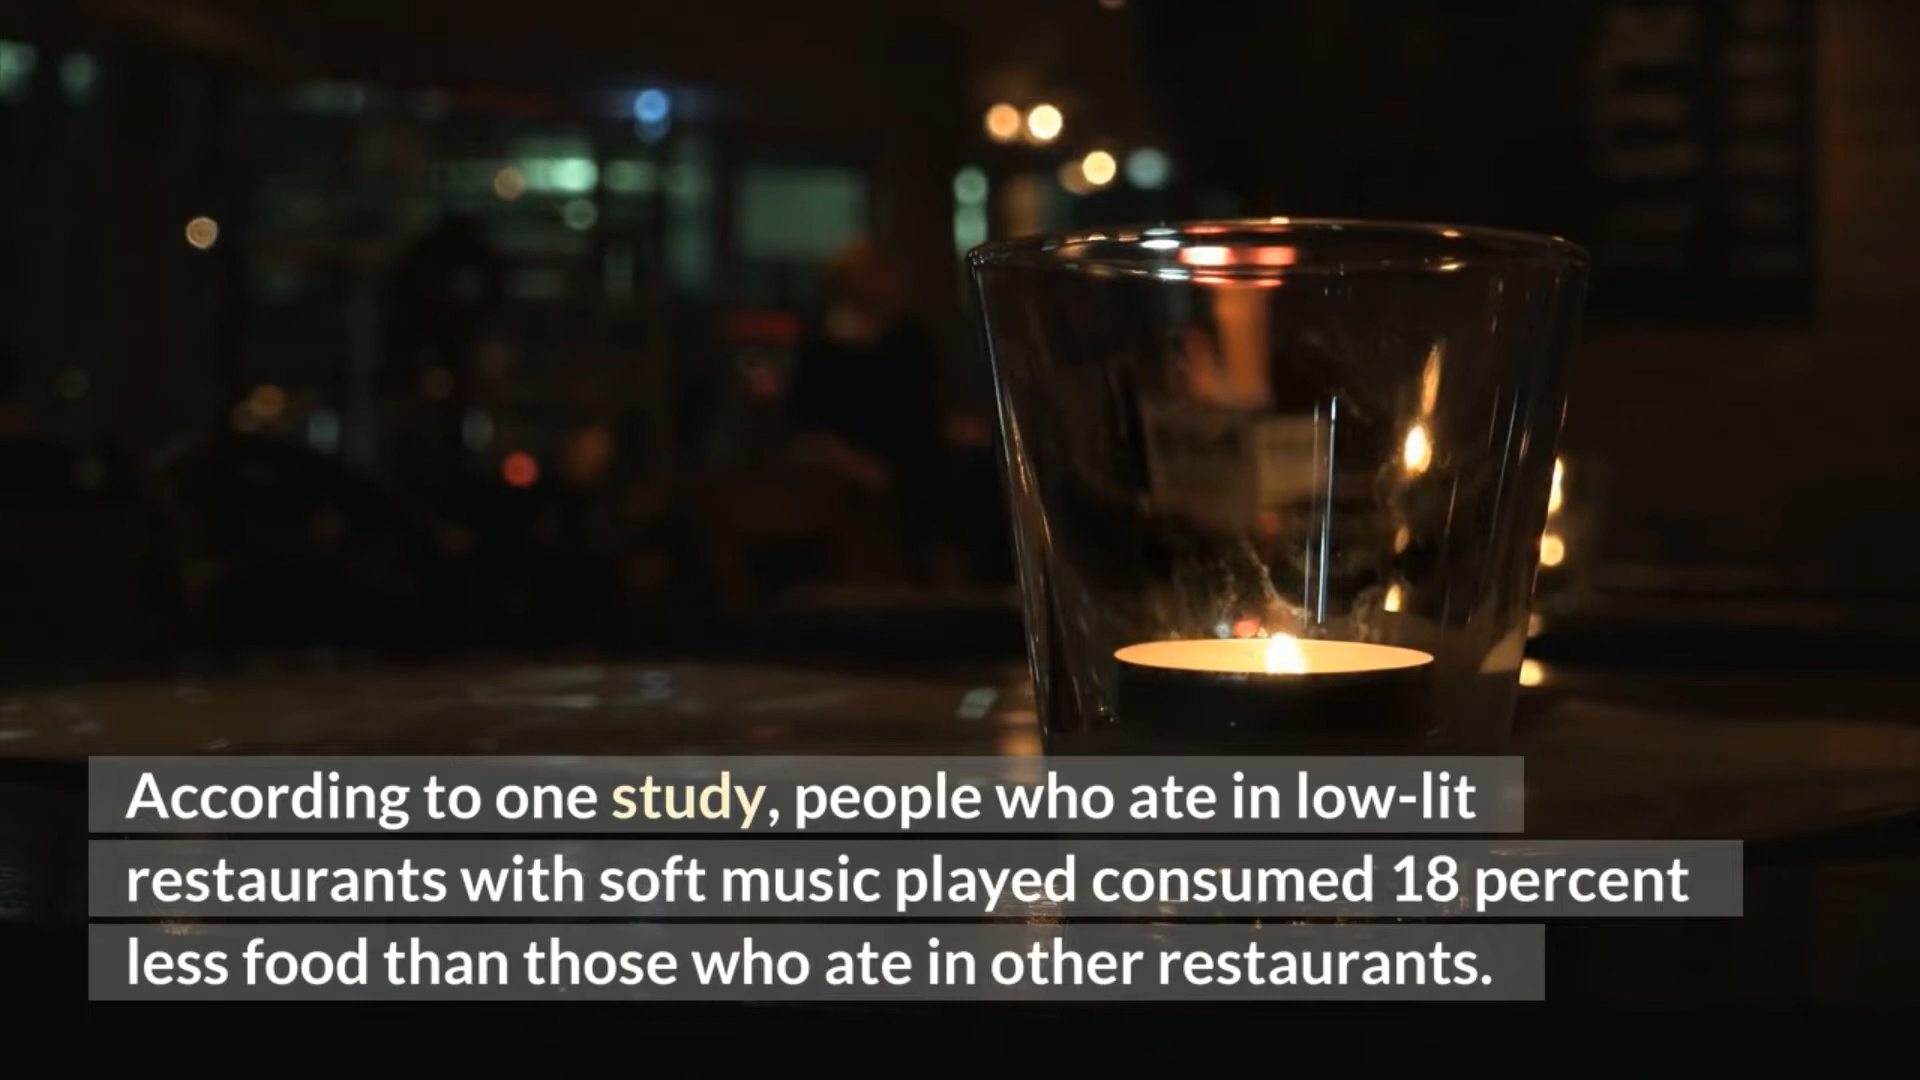 According to one study, people who ate in low-lit
restaurants with soft music played consumed 18 percent
less food than those who ate in other restaurants.